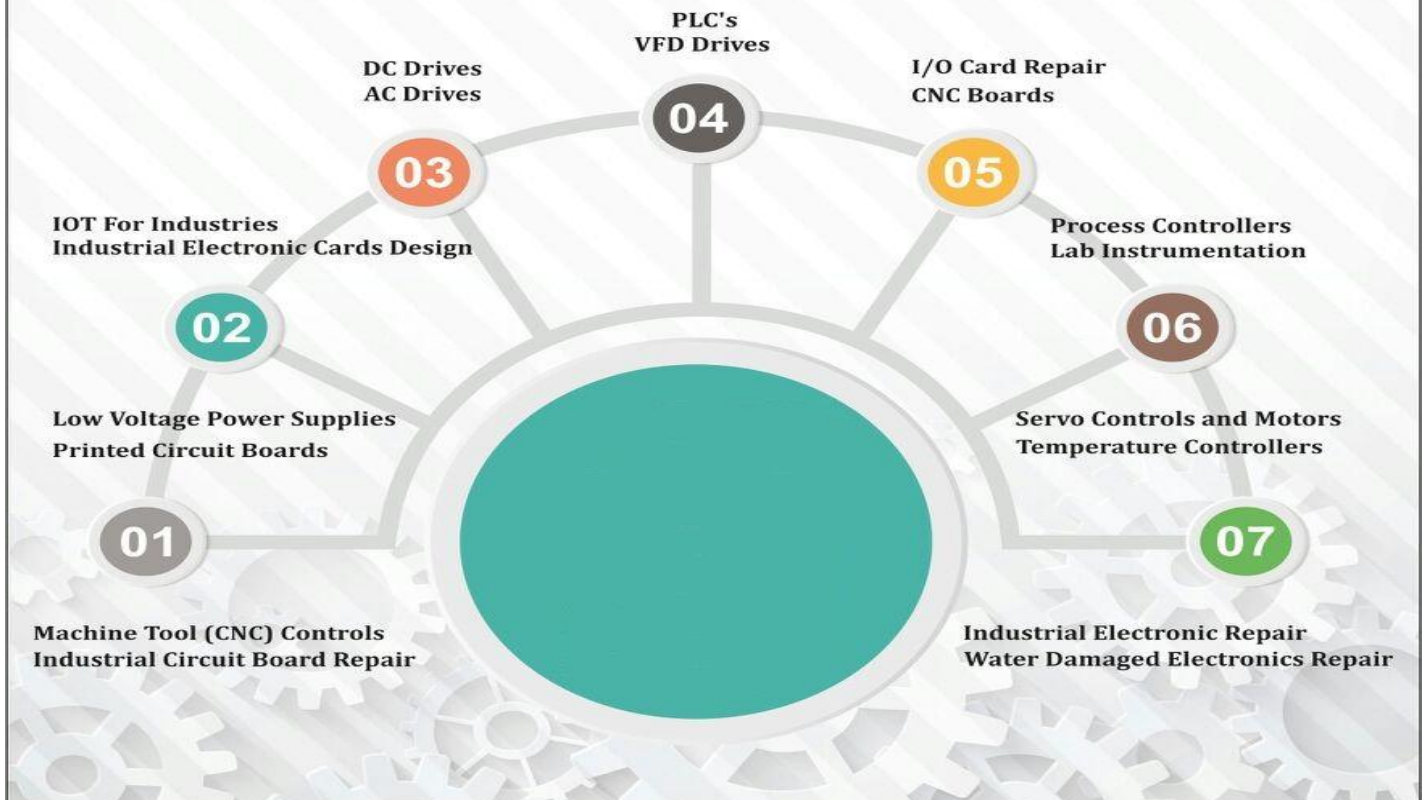 PLC's
VFD Drives
04
DC Drives
AC Drives
03
I/O Card Repair
CNC Boards
05
IOT For Industries
Industrial Electronic Cards Design
02
Process Controllers
Lab Instrumentation
06
Low Voltage Power Supplies
Printed Circuit Boards
01
Servo Controls and Motors
Temperature Controllers
07
Machine Tool (CNC) Controls
Industrial Circuit Board Repair
Industrial Electronic Repair
Water Damaged Electronics Repair